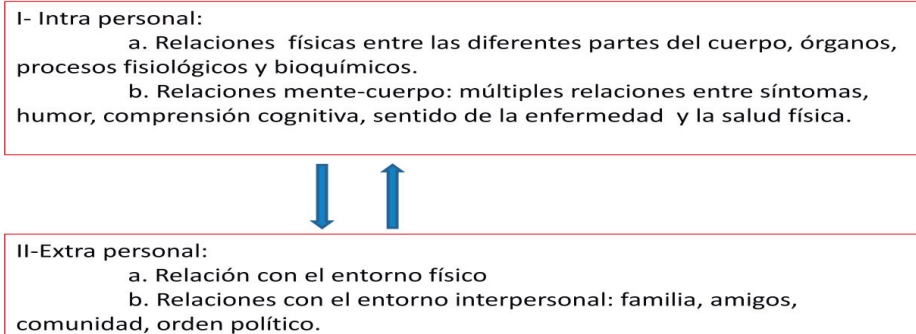 I- Intra personal:
a. Relaciones físicas entre las diferentes partes del cuerpo, órganos,
procesos fisiológicos y bioquímicos.
b. Relaciones mente-cuerpo: múltiples relaciones entre síntomas,
humor, comprensión cognitiva, sentido de la enfermedad y la salud física.
II-Extra personal:
a. Relación con el entorno físico
b. Relaciones con el entorno interpersonal: familia, amigos,
comunidad, orden político.